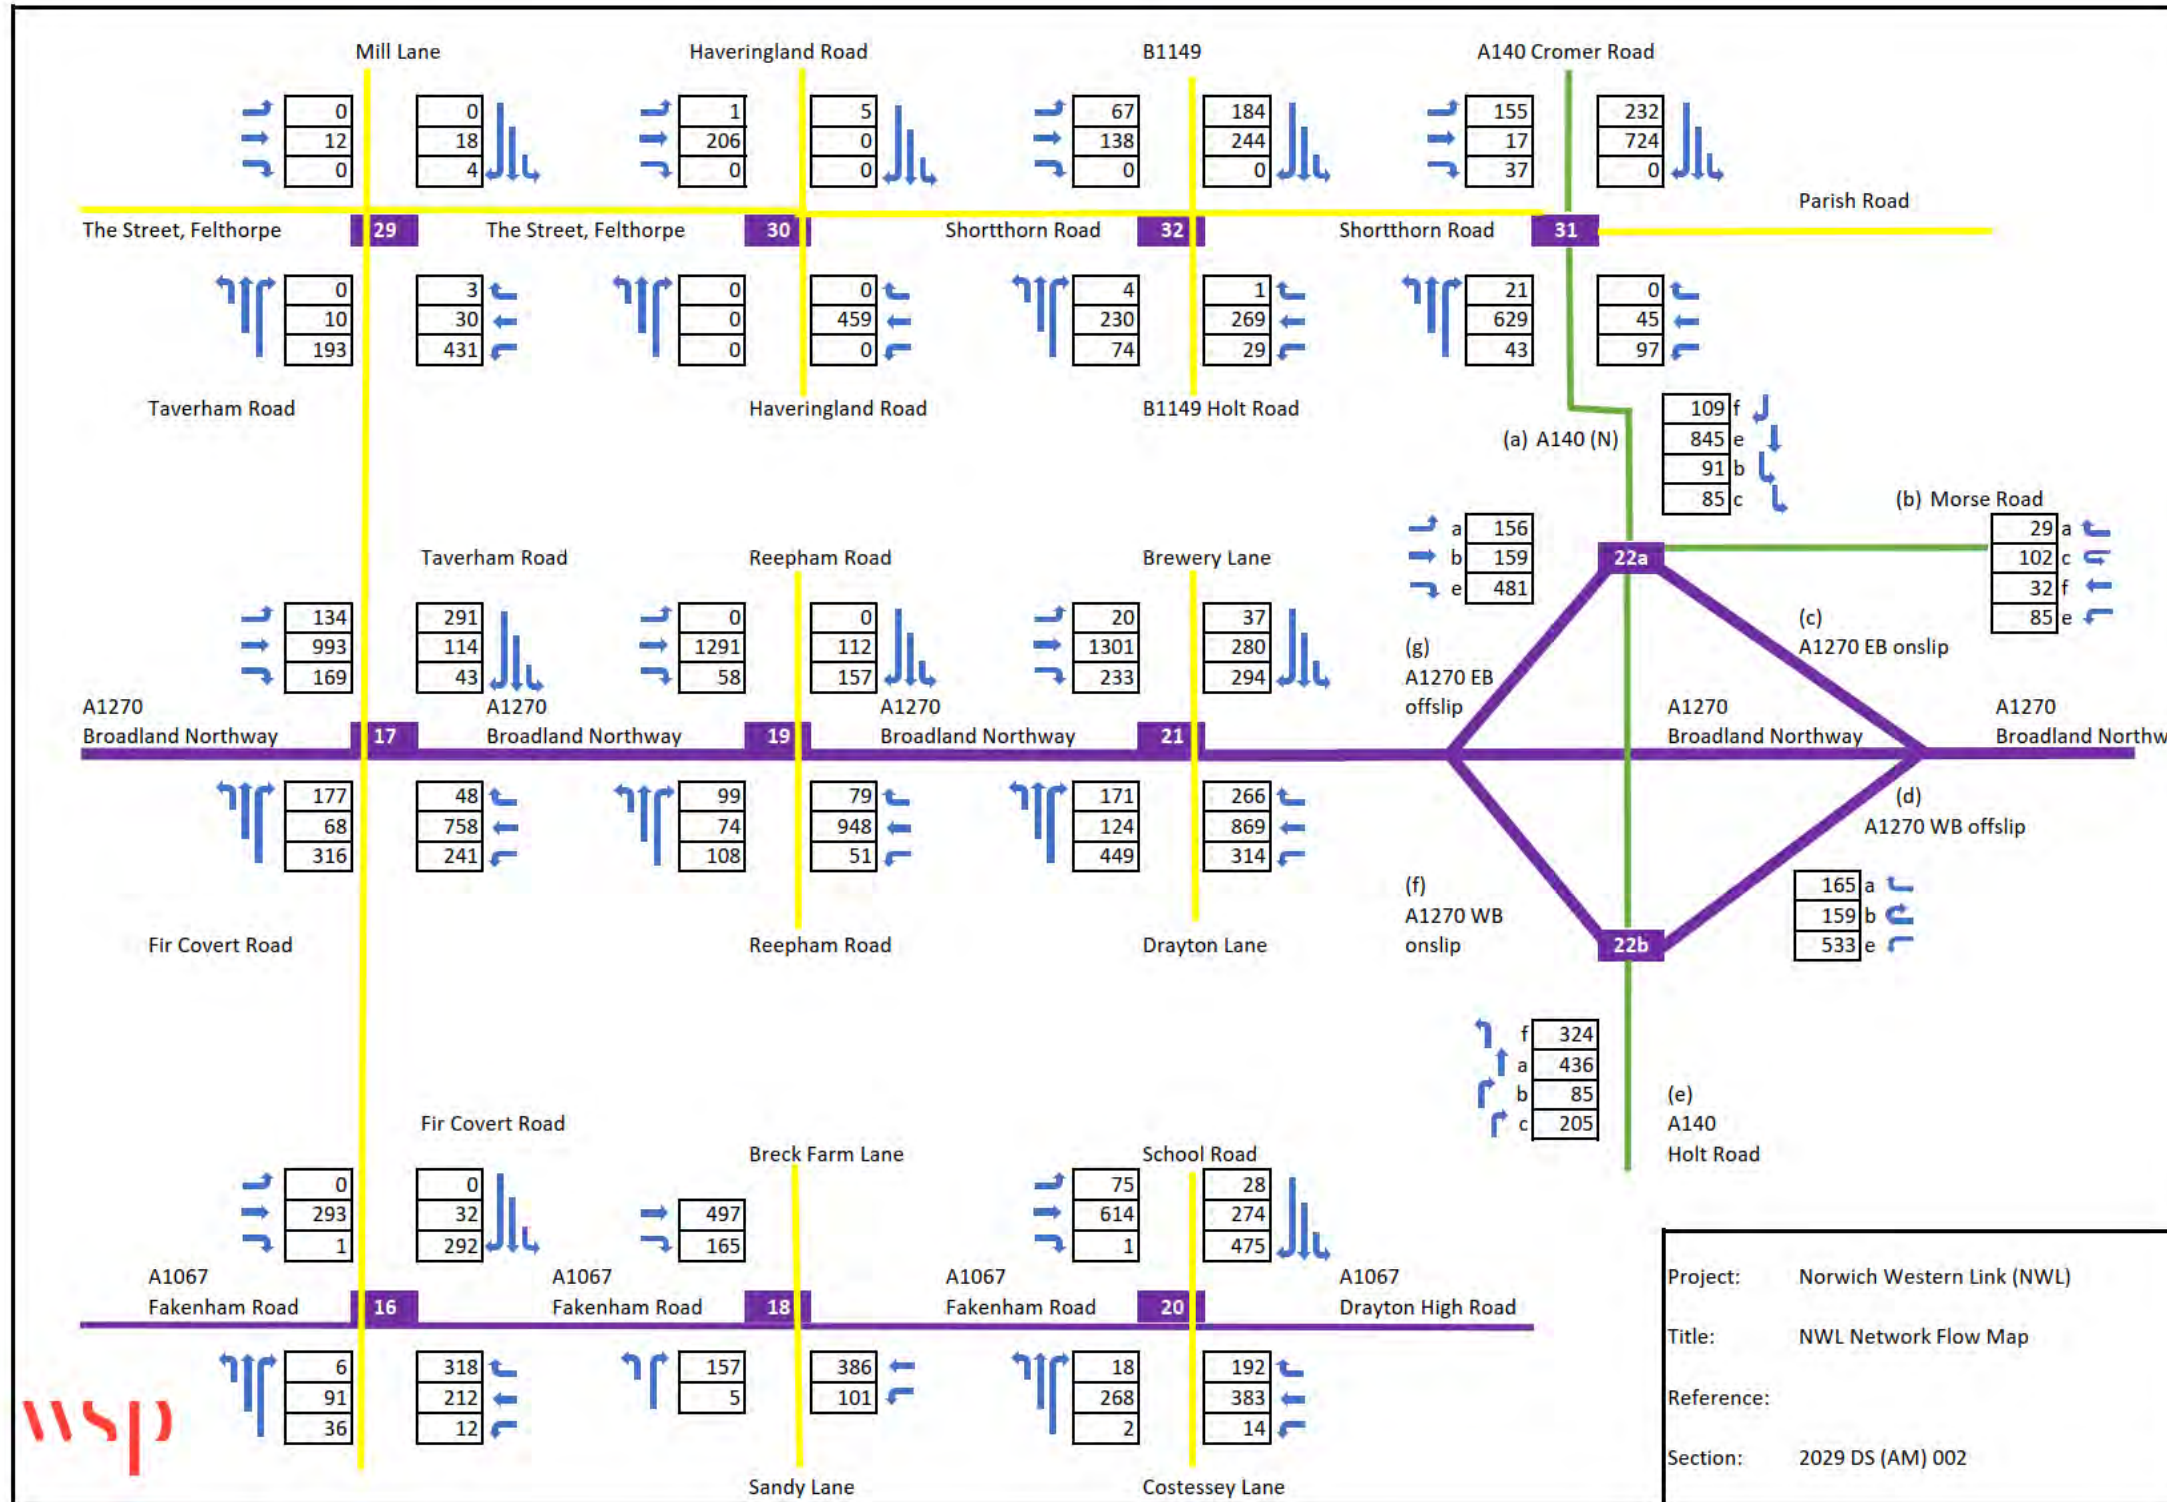 Mill Lane Haveringland Road B1149 A140 Cromer Road
0 0 1 5 67 184 155 232
12 18 206 0 138 244 17 724
0 4 0 0 0 0 37 0
Parish Road
The Street, Felthorpe 29 The Street, Felthorpe 30 Shortthorn Road 32 Shortthorn Road 31
0 3 0 0 4 1 21 0
10 30 0 459 230 269 629 45
193 431 0 0 74 29 43 97
Taverham Road Haveringland Road B1149 Holt Road
109 f
(a) A140 (N) 845 e
91 b
85 c
(b) Morse Road
a 156 29 a
b 159 22a 102 c
e 481 32 f
85 e
Taverham Road Reepham Road Brewery Lane
134 291 0 0 20 37
993 114 1291 112 1301 280
169 43 58 157 233 294
(c)
A1270 EB onslip
(g)
A1270 EB
offslip
A1270 A1270 A1270 A1270 A1270
Broadland Northway 17 Broadland Northway 19 Broadland Northway 21 Broadland Northway Broadland Northw
177 48 99 79 171 266
68 758 74 948 124 869
316 241 108 51 449 314
(d)
A1270 WB offslip
(f)
A1270 WB
onslip
165 a
159 b
533 e
Fir Covert Road Reepham Road Drayton Lane 22b
f 324
a 436
b 85
c 205
(e)
A140
Holt Road
Fir Covert Road
Breck Farm Lane School Road
0 0 75 28
293 32 497 614 274
1 292 165 1 475
A1067 A1067 A1067 A1067
Fakenham Road 16 Fakenham Road 18 Fakenham Road 20 Drayton High Road
6 318 157 386 18 192
91 212 5 101 268 383
36 12 2 14
Sandy Lane Costessey Lane
wsp
Project: Norwich Western Link (NWL)
Title: NWL Network Flow Map
Reference:
Section: 2029 DS (AM) 002